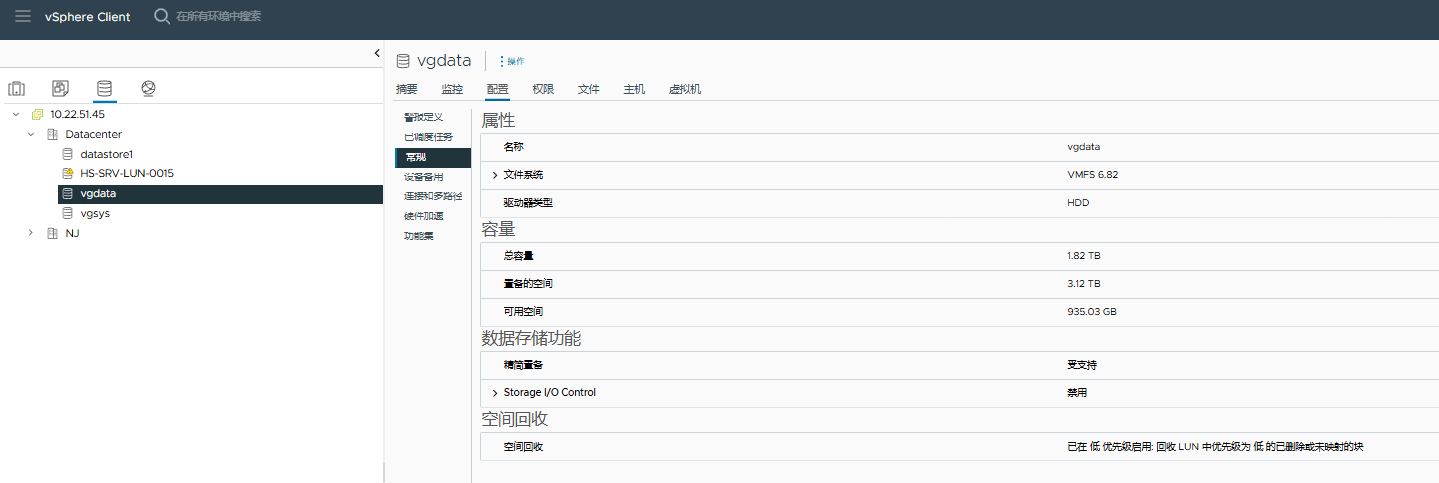 vSphere Client 在所有环境中搜索
vgdata 操作
摘要 监控 配置 权限 文件 主机 虚拟机
10.22.51.45
Datacenter
datastore1
HS-SRV-LUN-0015
vgdata
vgsys
NJ
警报定义
已调度任务
常规
设备备用
连接和多路径
硬件加速
功能集
属性
名称 vgdata
文件系统 VMFS 6.82
驱动器类型 HDD
容量
总容量 1.82 TB
置备的空间 3.12 TB
可用空间 935.03 GB
数据存储功能
精简置备 受支持
Storage I/O Control 禁用
空间回收
空间回收 已在 低 优先级启用: 回收 LUN 中优先级为 低 的已删除或未映射的块